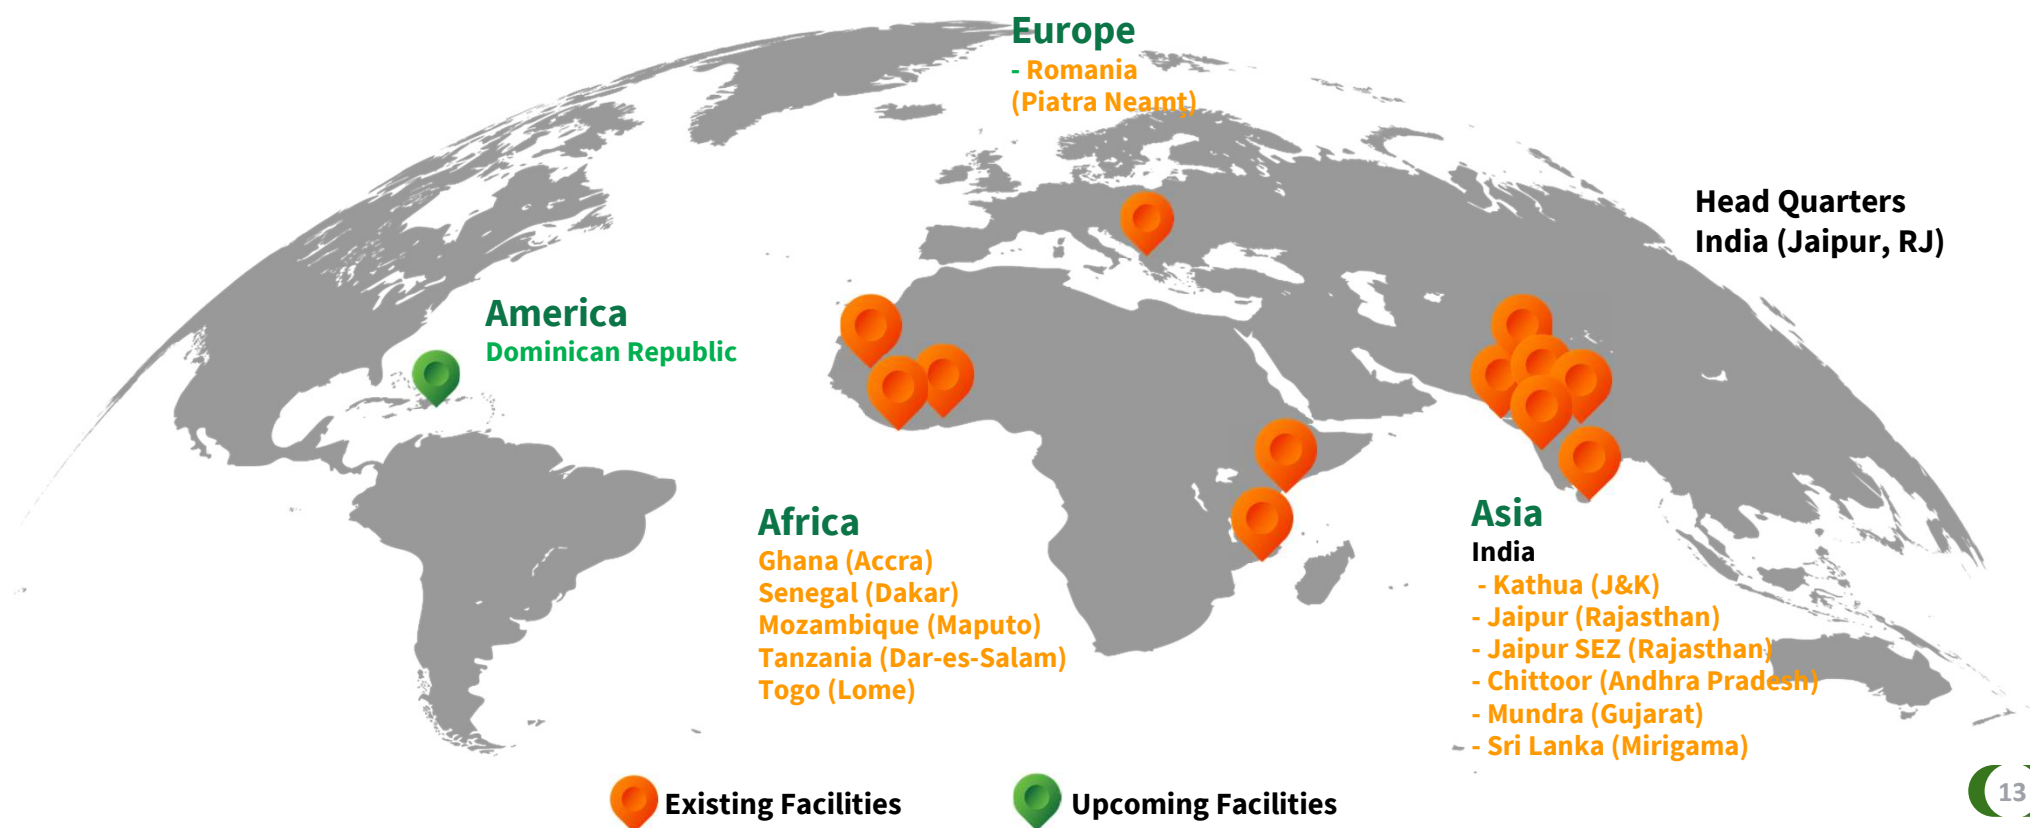 Europe
- Romania
(Piatra Neamț)
Head Quarters
India (Jaipur, RJ)
America
Dominican Republic
Africa
Ghana (Accra)
Senegal (Dakar)
Mozambique (Maputo)
Tanzania (Dar-es-Salam)
Togo (Lome)
Asia
India
- Kathua (J&K)
- Jaipur (Rajasthan)
- Jaipur SEZ (Rajasthan)
- Chittoor (Andhra Pradesh)
- Mundra (Gujarat)
- Sri Lanka (Mirigama)
Existing Facilities
Upcoming Facilities
13